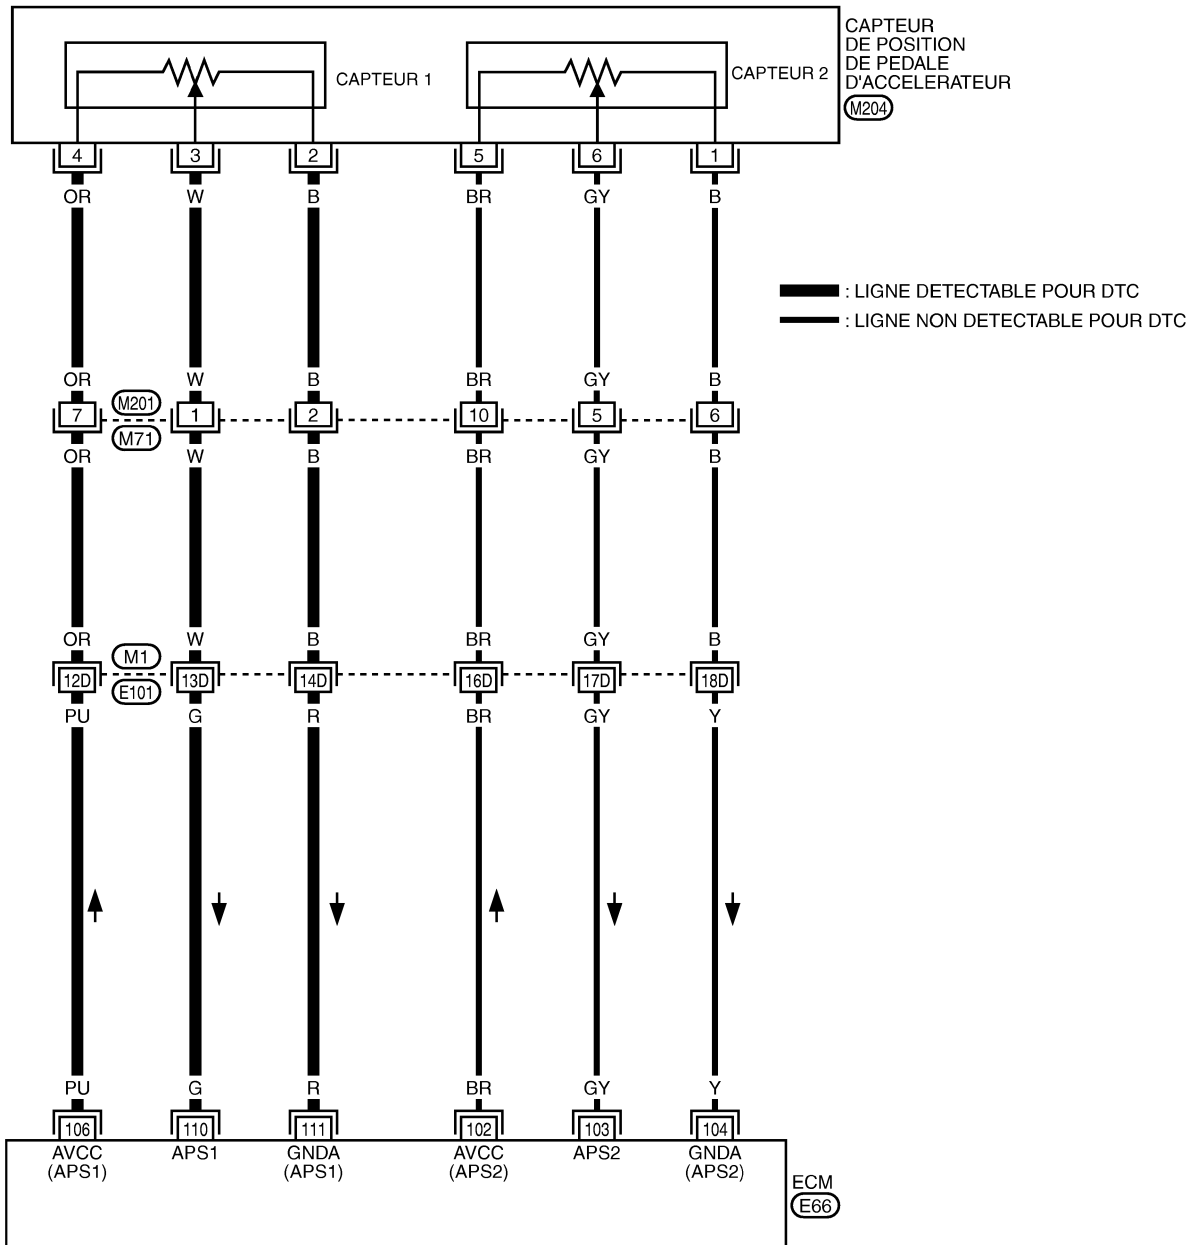 CAPTEUR
DE POSITION
DE PEDALE
D'ACCELERATEUR
M204
CAPTEUR 1
CAPTEUR 2
4 3 2 5 6 1
OR W B BR GY B
: LIGNE DETECTABLE POUR DTC
: LIGNE NON DETECTABLE POUR DTC
OR W B BR GY B
M201
7 1 2 10 5 6
M71
OR W B BR GY B
OR W B BR GY B
M1
12D 13D 14D 16D 17D 18D
E101
PU G R BR GY Y
PU G R BR GY Y
106 110 111 102 103 104
AVCC APS1 GNDA AVCC APS2 GNDA
(APS1) (APS1) (APS2) (APS2)
ECM
E66